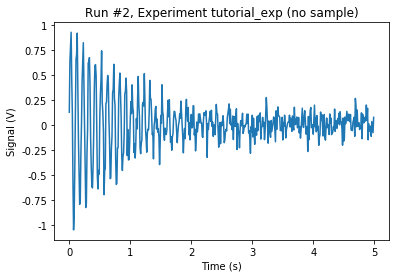 Run #2, Experiment tutorial_exp (no sample)
Signal (V)
1
0.75
0.5
0.25
0
-0.25
-0.5
-0.75
-1
0 1 2 3 4 5
Time (s)